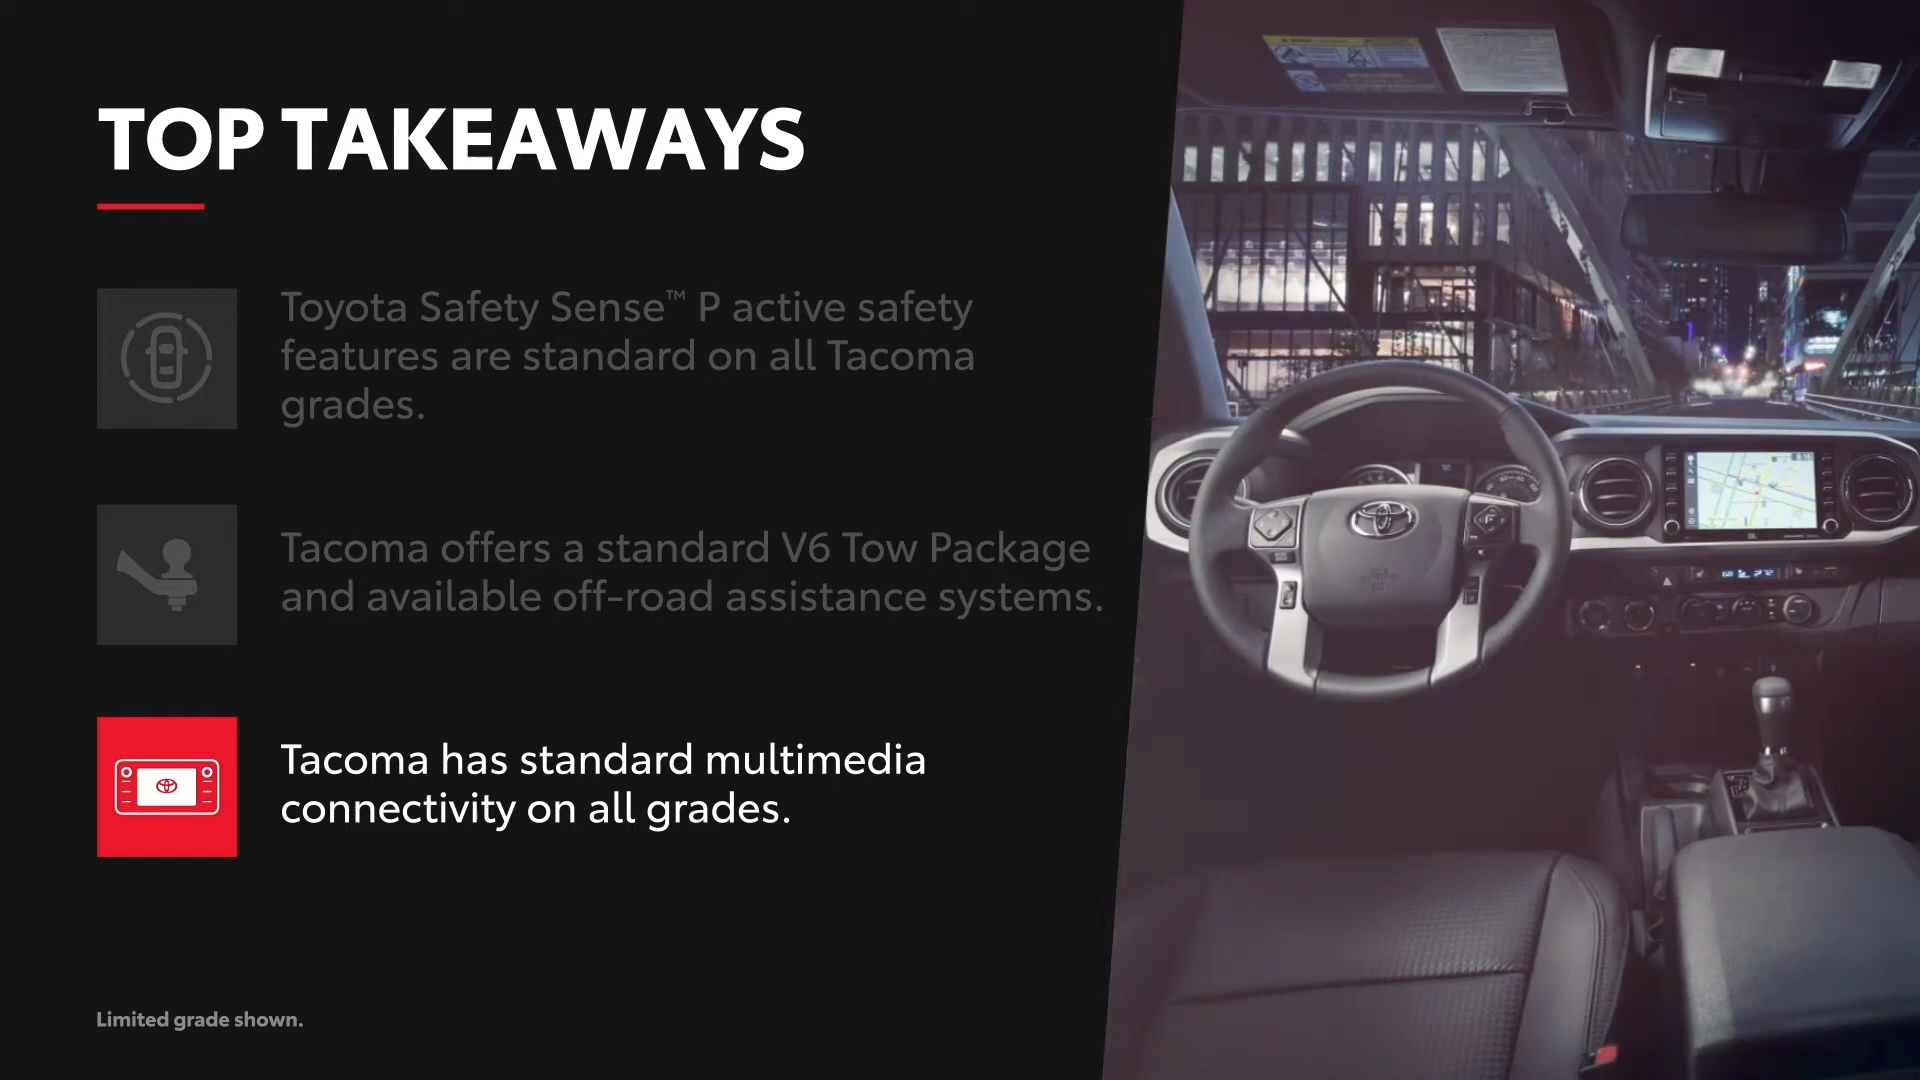 TOP TAKEAWAYS
Toyota Safety Sense™ P active safety
features are standard on all Tacoma
grades.
Tacoma offers a standard V6 Tow Package
and available off-road assistance systems.
Tacoma has standard multimedia
connectivity on all grades.
Limited grade shown.